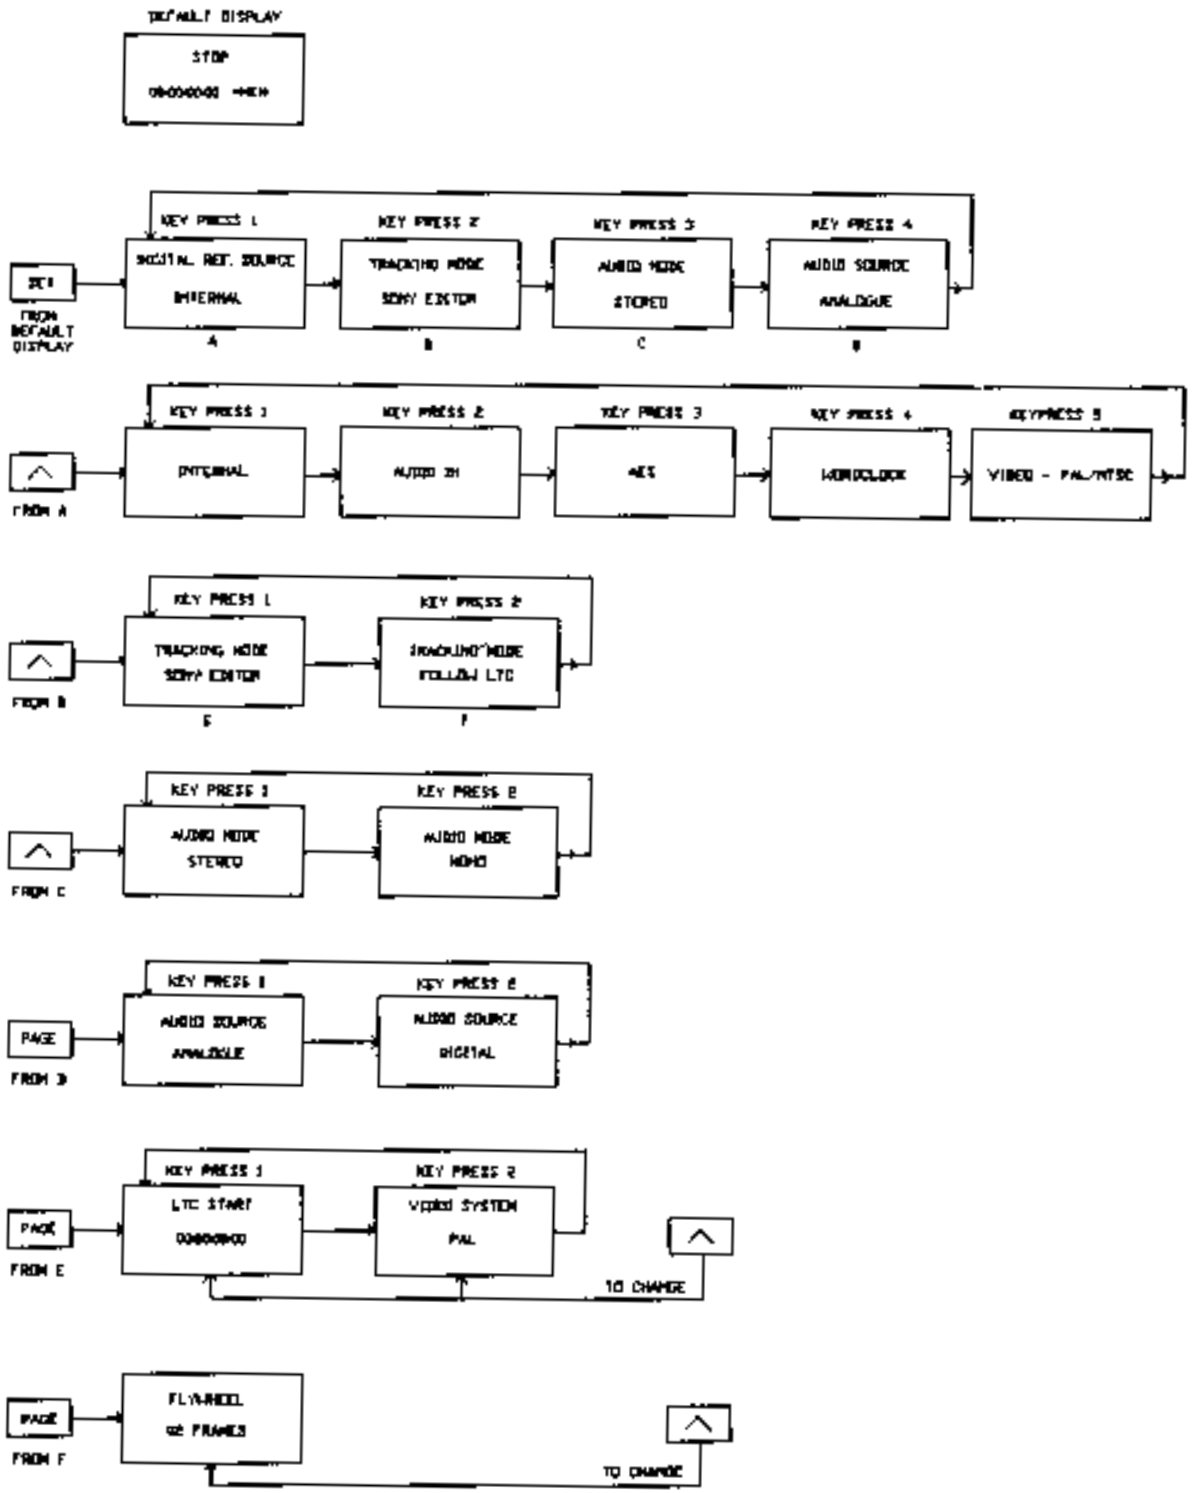 DEFAULT DISPLAY
STOP
KEY PRESS 1
KEY PRESS 2
KEY PRESS 3
KEY PRESS 4
SET
FROM
DEFAULT
DISPLAY
DIGITAL REF. SOURCE
INTERNAL
TRACKING MODE
SONY EDITOR
AUDIO MODE
STEREO
AUDIO SOURCE
ANALOGUE
A
B
C
D
KEY PRESS 1
KEY PRESS 2
KEY PRESS 3
KEY PRESS 4
KEYPRESS 5
INTERNAL
AUDIO IN
AES
WORDCLOCK
VIDEO - PAL/NTSC
FROM A
KEY PRESS 1
KEY PRESS 2
TRACKING MODE
SONY EDITOR
TRACKING MODE
FOLLOW LTC
FROM B
E
F
KEY PRESS 1
KEY PRESS 2
AUDIO MODE
STEREO
AUDIO MODE
MONO
FROM C
KEY PRESS 1
KEY PRESS 2
PAGE
AUDIO SOURCE
ANALOGUE
AUDIO SOURCE
DIGITAL
FROM D
KEY PRESS 1
KEY PRESS 2
PAGE
LTC START
00000000
VIDEO SYSTEM
PAL
FROM E
TO CHANGE
PAGE
FLYWHEEL
02 FRAMES
FROM F
TO CHANGE